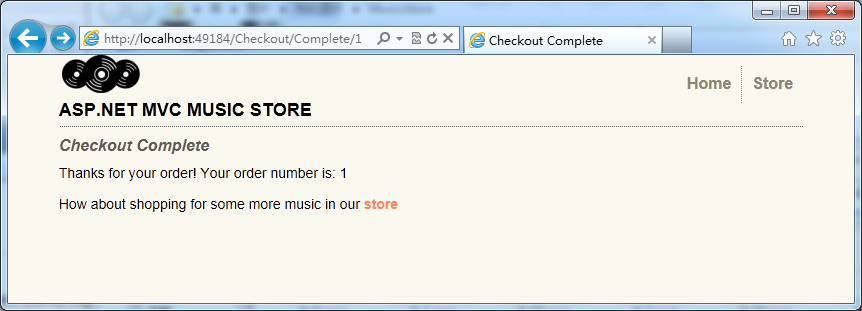 http://localhost:49184/Checkout/Complete/1
Checkout Complete
Home
Store
ASP.NET MVC MUSIC STORE
Checkout Complete
Thanks for your order! Your order number is: 1
How about shopping for some more music in our store